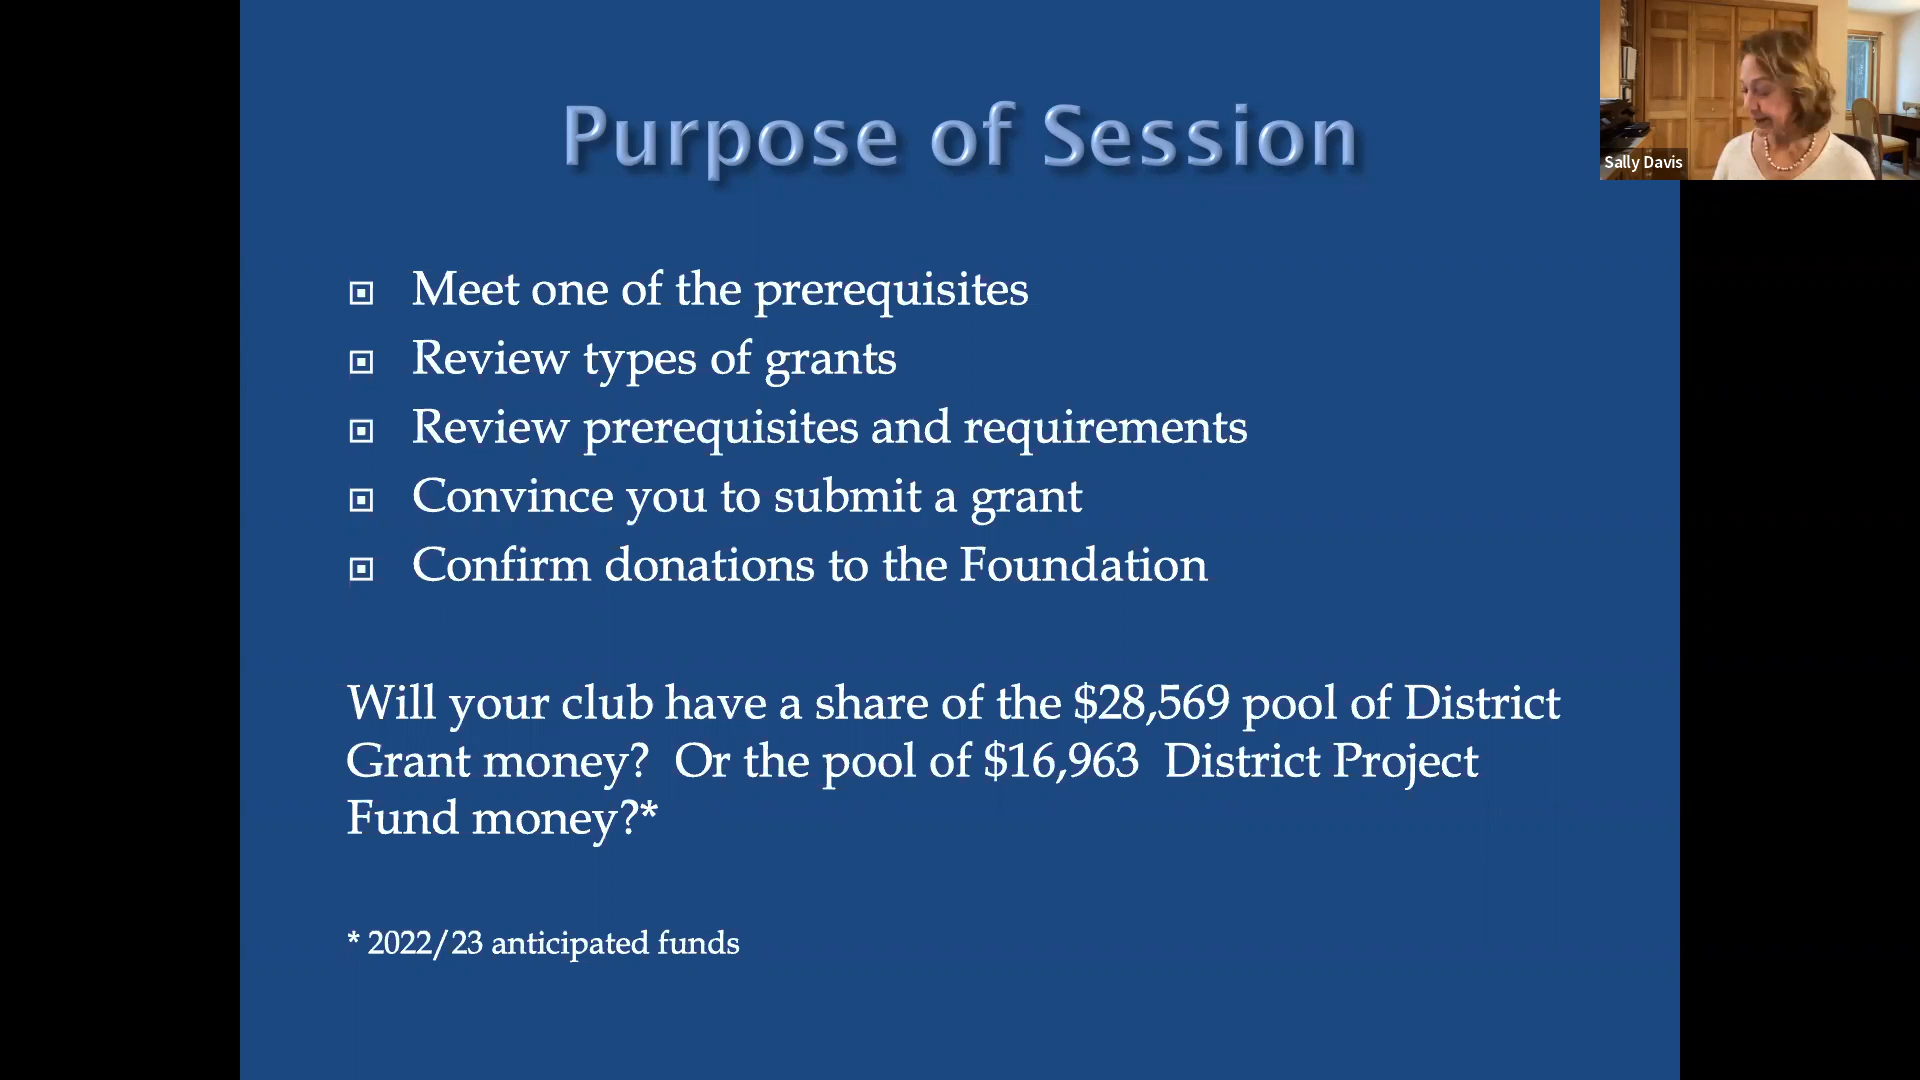 Purpose of Session
Sally Davis
Meet one of the prerequisites
Review types of grants
Review prerequisites and requirements
Convince you to submit a grant
Confirm donations to the Foundation
Will your club have a share of the $28,569 pool of District
Grant money?  Or the pool of $16,963  District Project
Fund money?*
* 2022/23 anticipated funds